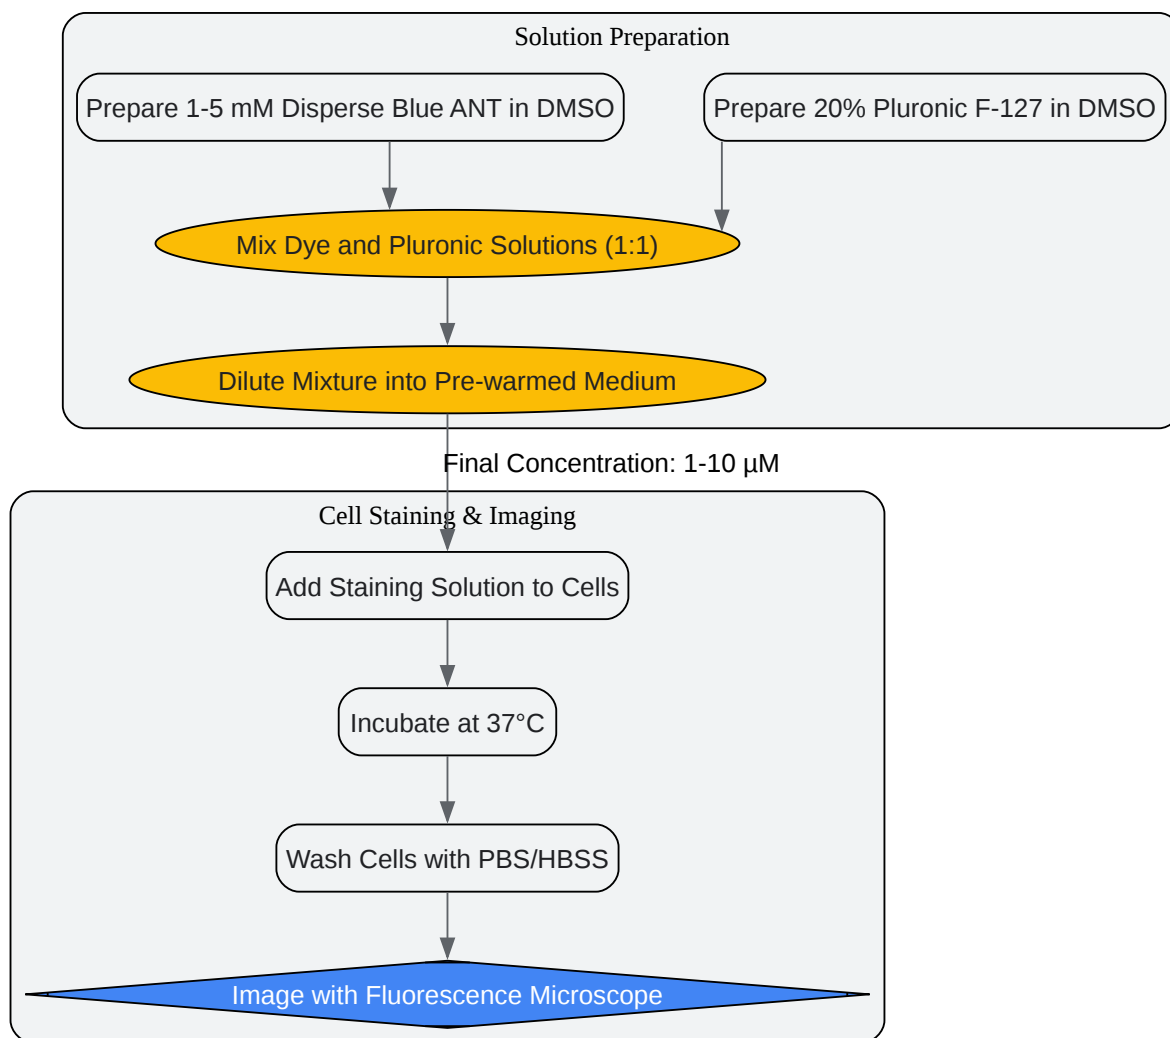 Solution Preparation
Prepare 1-5 mM Disperse Blue ANT in DMSO
Prepare 20% Pluronic F-127 in DMSO
Mix Dye and Pluronic Solutions (1:1)
Dilute Mixture into Pre-warmed Medium
Final Concentration: 1-10 µM
Cell Staining & Imaging
Add Staining Solution to Cells
Incubate at 37°C
Wash Cells with PBS/HBSS
Image with Fluorescence Microscope